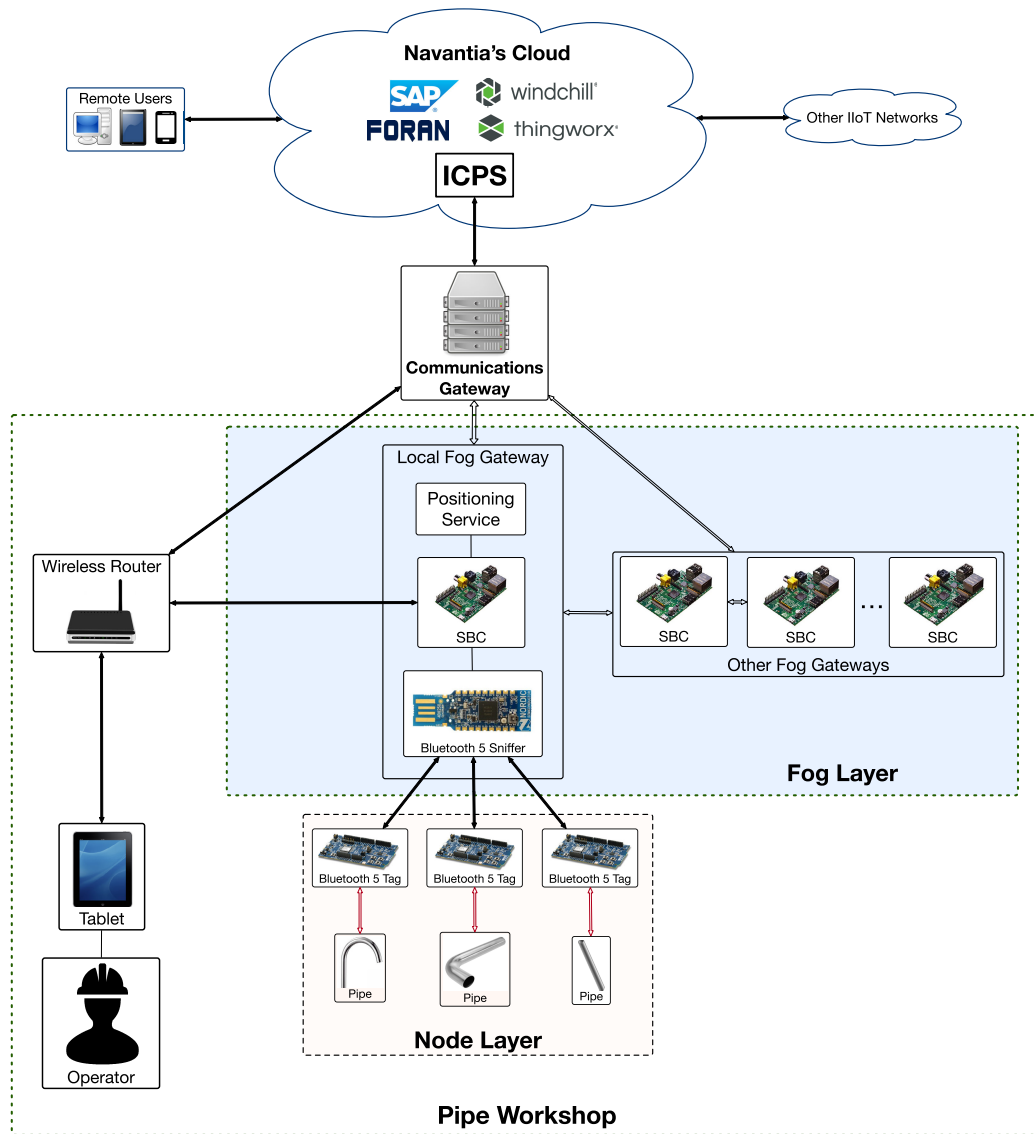 Navantia's Cloud
SAP®
windchill®
FORAN
thingworx®
ICPS
Remote Users
Other IIoT Networks
Communications
Gateway
Local Fog Gateway
Positioning
Service
Wireless Router
SBC
SBC
SBC
...
SBC
Other Fog Gateways
NORDIC
Bluetooth 5 Sniffer
Fog Layer
Bluetooth 5 Tag
Bluetooth 5 Tag
Bluetooth 5 Tag
Tablet
Pipe
Pipe
Pipe
Node Layer
Operator
Pipe Workshop